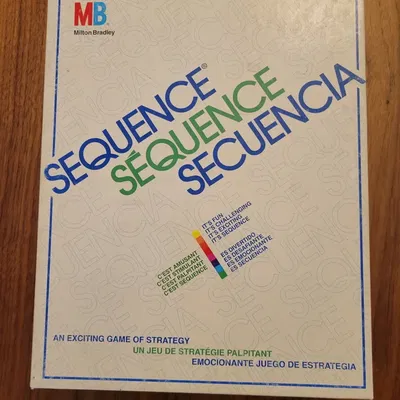 MB
Milton Bradley
SEQUENCE®
SÉQUENCE
SECUENCIA
IT'S FUN
IT'S CHALLENGING
IT'S EXCITING
IT'S SEQUENCE
C'EST AMUSANT
C'EST STIMULANT
C'EST PALPITANT
C'EST SÉQUENCE
ES DIVERTIDO
ES DESAFIANTE
ES EMOCIONANTE
ES SECUENCIA
AN EXCITING GAME OF STRATEGY
UN JEU DE STRATÉGIE PALPITANT
EMOCIONANTE JUEGO DE ESTRATEGIA